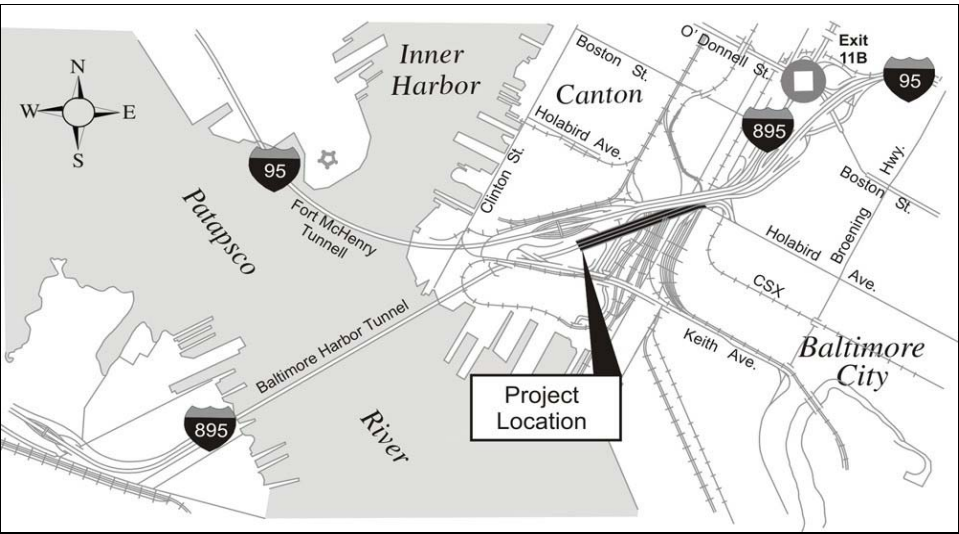 Inner
Harbor
Boston St.
O'Donnell St.
Exit
11B
95
N
W E
S
Canton
Holabird Ave.
895
95
Clinton St.
Hwy.
Boston St.
Patapsco
Fort McHenry
Tunnell
Broening
Holabird Ave.
CSX
Baltimore Harbor Tunnel
Keith Ave.
Baltimore
City
Project
Location
895
River